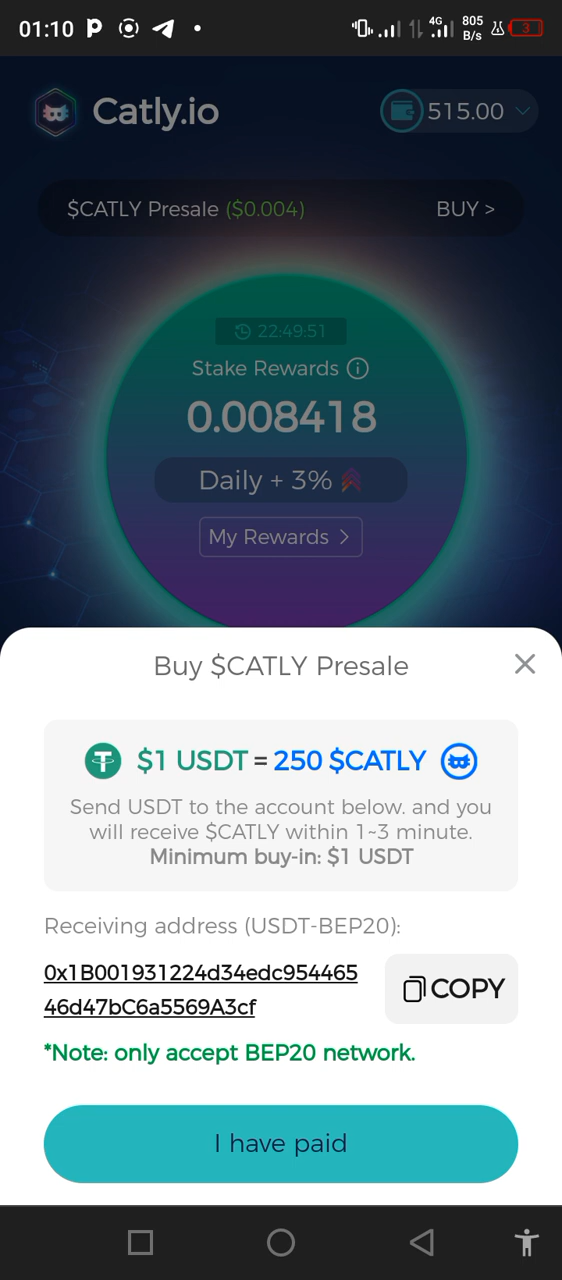 01:10 4G 805 B/s 3
Catly.io 515.00
$CATLY Presale ($0.004) BUY >
22:49:51
Stake Rewards
0.008418
Daily + 3%
My Rewards >
Buy $CATLY Presale
$1 USDT = 250 $CATLY
Send USDT to the account below. and you
will receive $CATLY within 1~3 minute.
Minimum buy-in: $1 USDT
Receiving address (USDT-BEP20):
0x1B001931224d34edc954465
46d47bC6a5569A3cf
COPY
*Note: only accept BEP20 network.
I have paid